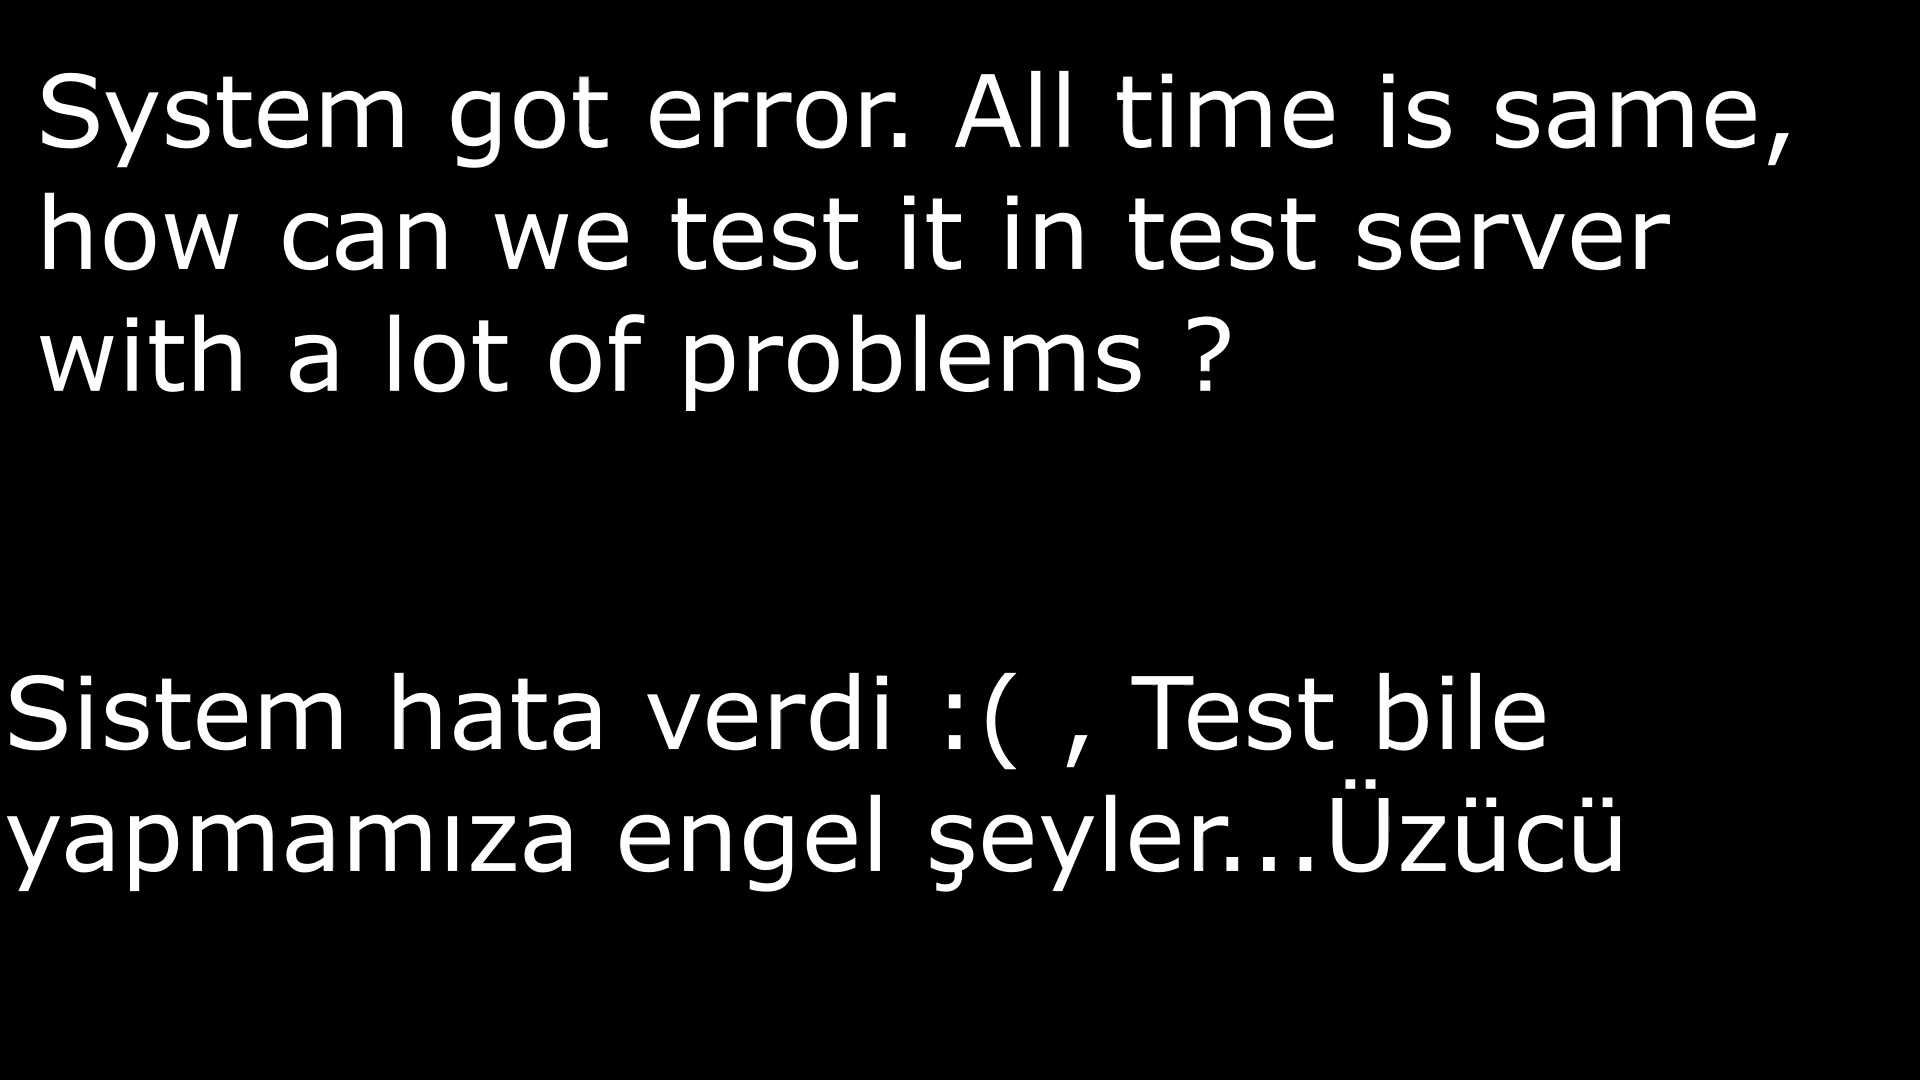 System got error. All time is same,
how can we test it in test server
with a lot of problems ?
Sistem hata verdi :( , Test bile
yapmamıza engel şeyler...Üzücü